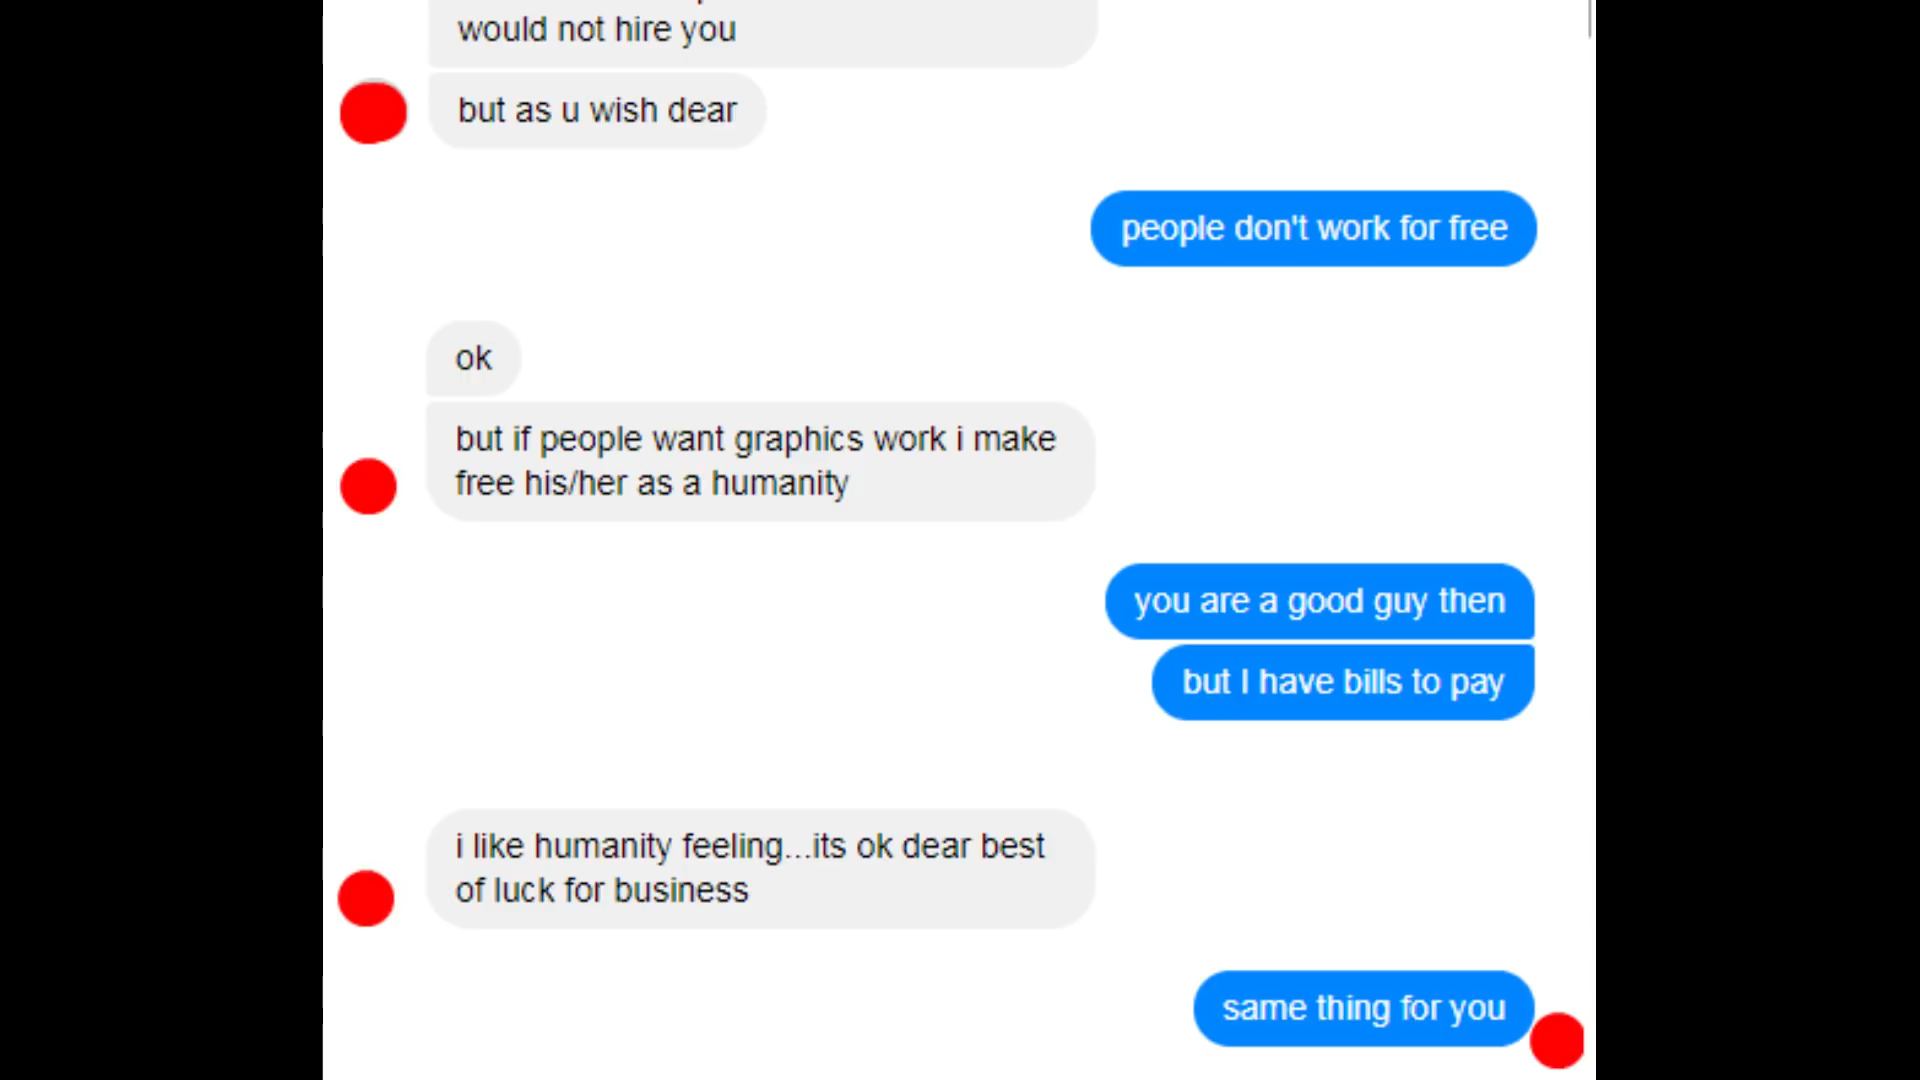 would not hire you
but as u wish dear
people don't work for free
ok
but if people want graphics work i make
free his/her as a humanity
you are a good guy then
but I have bills to pay
i like humanity feeling...its ok dear best
of luck for business
same thing for you